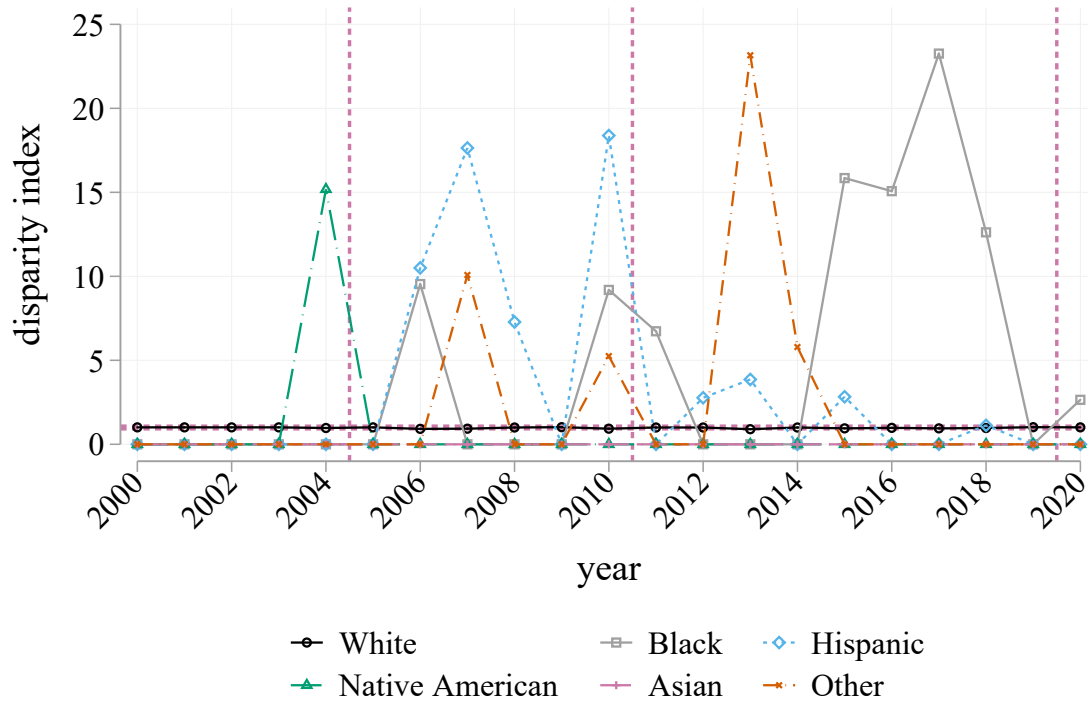 25
20
15
10
5
0
disparity index
2000
2002
2004
2006
2008
2010
2012
2014
2016
2018
2020
year
White
Black
Hispanic
Native American
Asian
Other